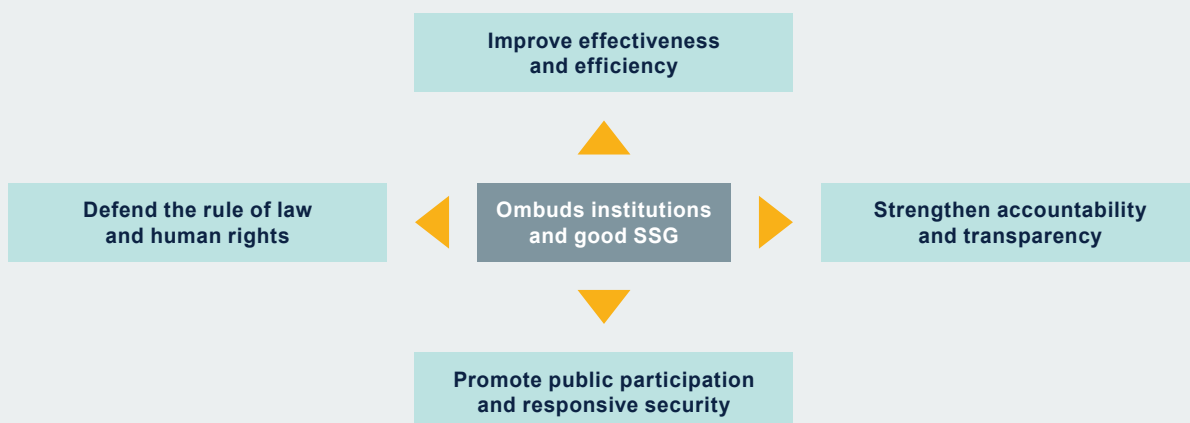 Improve effectiveness
and efficiency
Defend the rule of law
and human rights
Ombuds institutions
and good SSG
Strengthen accountability
and transparency
Promote public participation
and responsive security